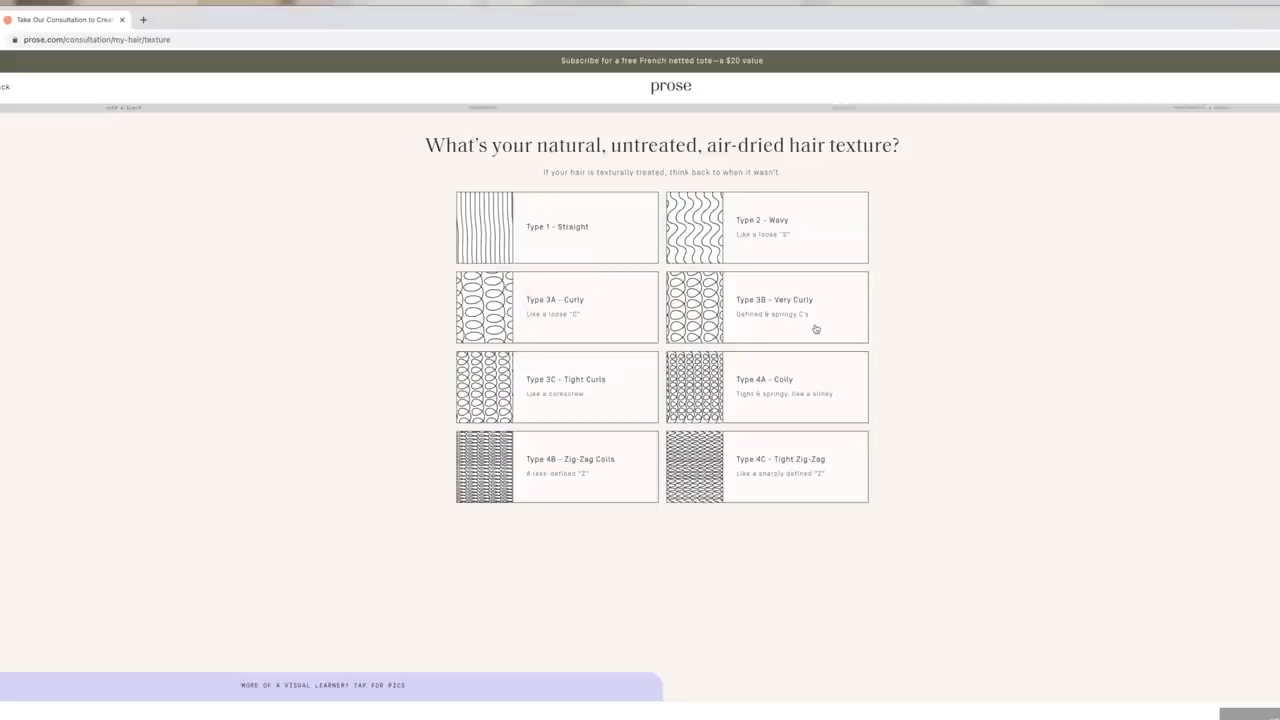 Take Our Consultation to Crea
prose.com/consultation/my-hair/texture
Subscribe for a free French netted tote—a $20 value
ck
prose
What's your natural, untreated, air-dried hair texture?
If your hair is texturally treated, think back to when it wasn't.
Type 1 - Straight
Type 2 - Wavy
Like a loose "S"
Type 3A - Curly
Like a loose "C"
Type 3B - Very Curly
Defined & springy C's
Type 3C - Tight Curls
Like a corkscrew
Type 4A - Coily
Tight & springy, like a slinky
Type 4B - Zig-Zag Coils
A less-defined "Z"
Type 4C - Tight Zig-Zag
Like a sharply defined "Z"
MORE OF A VISUAL LEARNER? TAP FOR PICS